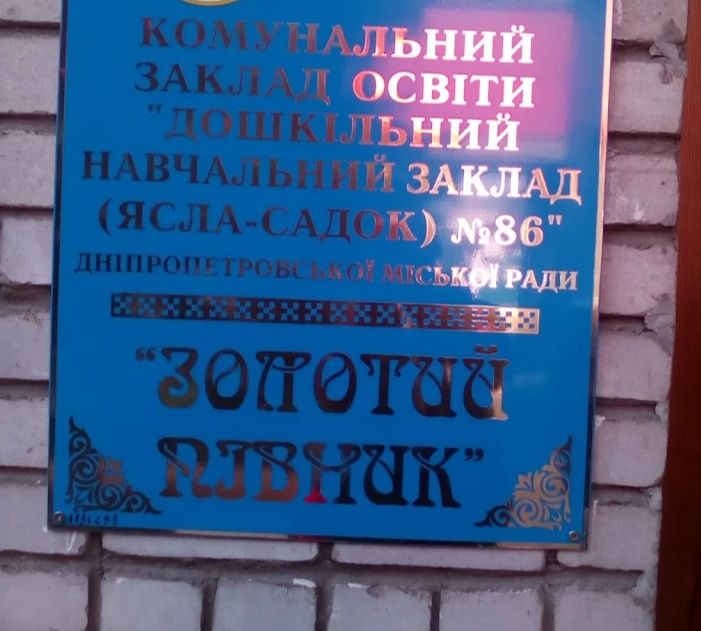 КОМУНАЛЬНИЙ
ЗАКЛАД ОСВІТИ
"ДОШКІЛЬНИЙ
НАВЧАЛЬНИЙ ЗАКЛАД
(ЯСЛА-САДОК) №86"
ДНІПРОПЕТРОВСЬКОЇ МІСЬКОЇ РАДИ
"ЗОЛОТИЙ
ПІВНИК"